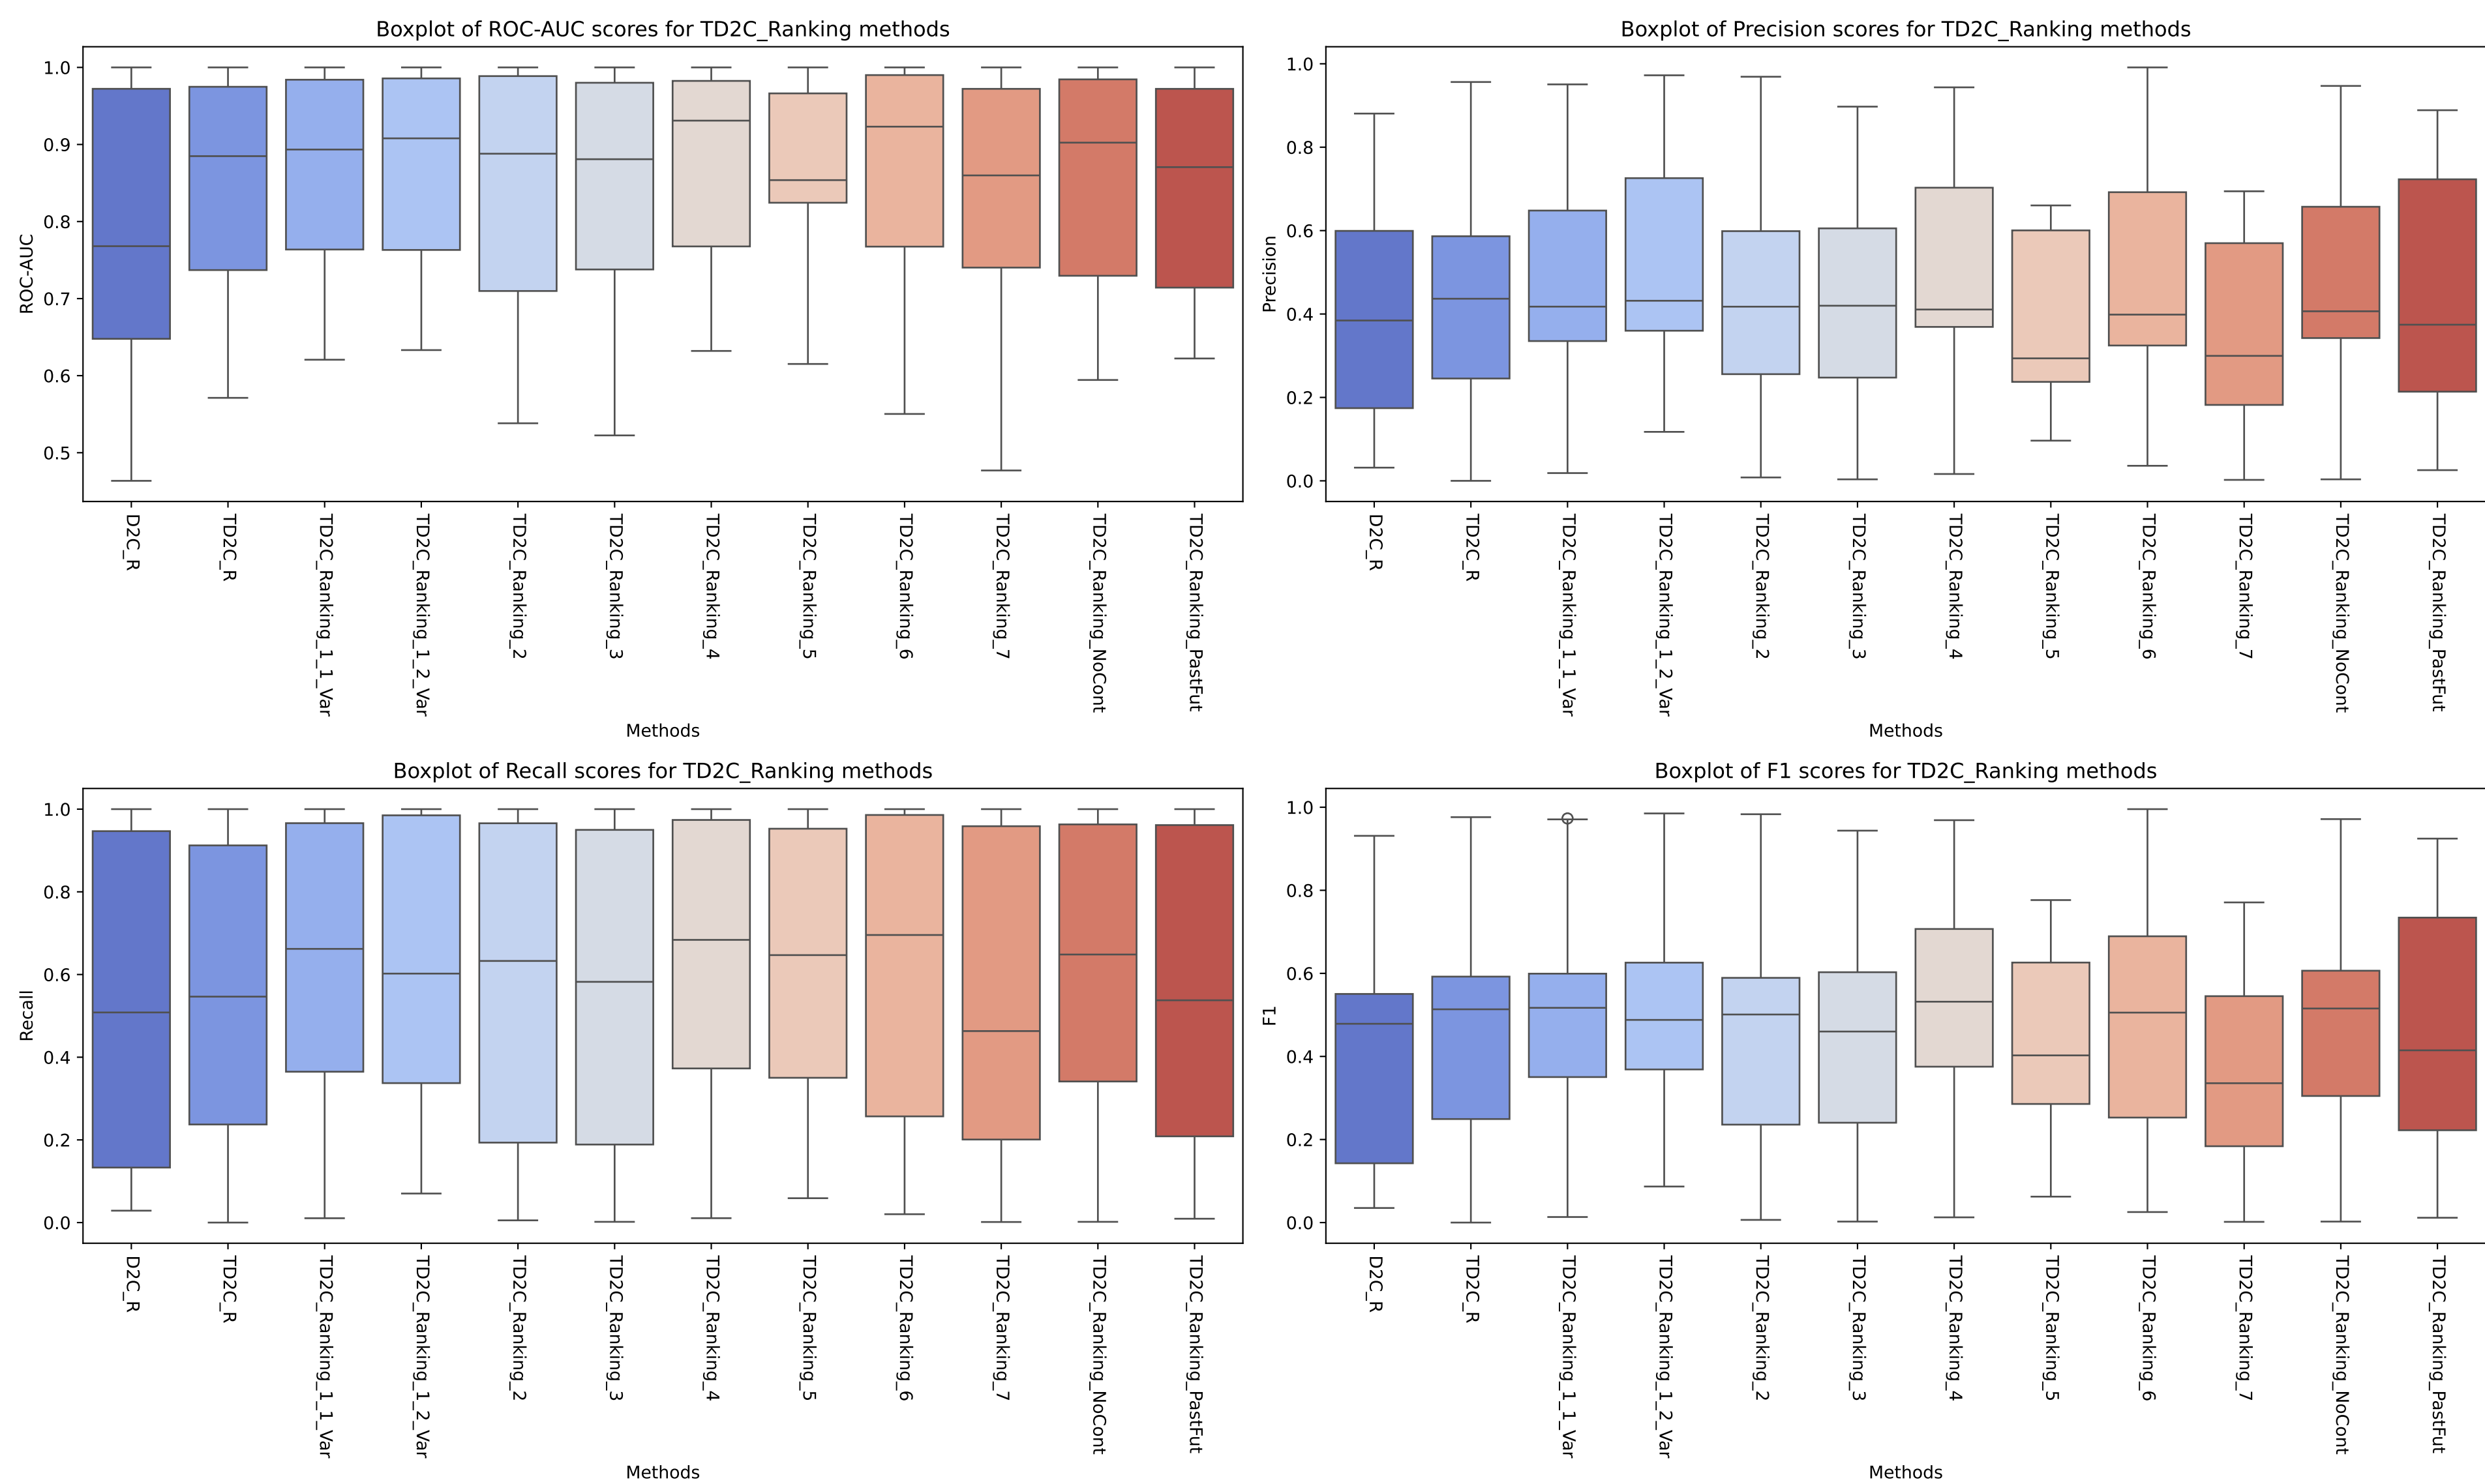 Boxplot of ROC-AUC scores for TD2C_Ranking methods
ROC-AUC
1.0
0.9
0.8
0.7
0.6
0.5
D2C_R
TD2C_R
TD2C_Ranking_1_1_Var
TD2C_Ranking_1_2_Var
TD2C_Ranking_2
TD2C_Ranking_3
TD2C_Ranking_4
TD2C_Ranking_5
TD2C_Ranking_6
TD2C_Ranking_7
TD2C_Ranking_NoCont
TD2C_Ranking_PastFut
Methods
Boxplot of Precision scores for TD2C_Ranking methods
Precision
1.0
0.8
0.6
0.4
0.2
0.0
D2C_R
TD2C_R
TD2C_Ranking_1_1_Var
TD2C_Ranking_1_2_Var
TD2C_Ranking_2
TD2C_Ranking_3
TD2C_Ranking_4
TD2C_Ranking_5
TD2C_Ranking_6
TD2C_Ranking_7
TD2C_Ranking_NoCont
TD2C_Ranking_PastFut
Methods
Boxplot of Recall scores for TD2C_Ranking methods
Recall
1.0
0.8
0.6
0.4
0.2
0.0
D2C_R
TD2C_R
TD2C_Ranking_1_1_Var
TD2C_Ranking_1_2_Var
TD2C_Ranking_2
TD2C_Ranking_3
TD2C_Ranking_4
TD2C_Ranking_5
TD2C_Ranking_6
TD2C_Ranking_7
TD2C_Ranking_NoCont
TD2C_Ranking_PastFut
Methods
Boxplot of F1 scores for TD2C_Ranking methods
F1
1.0
0.8
0.6
0.4
0.2
0.0
D2C_R
TD2C_R
TD2C_Ranking_1_1_Var
TD2C_Ranking_1_2_Var
TD2C_Ranking_2
TD2C_Ranking_3
TD2C_Ranking_4
TD2C_Ranking_5
TD2C_Ranking_6
TD2C_Ranking_7
TD2C_Ranking_NoCont
TD2C_Ranking_PastFut
Methods